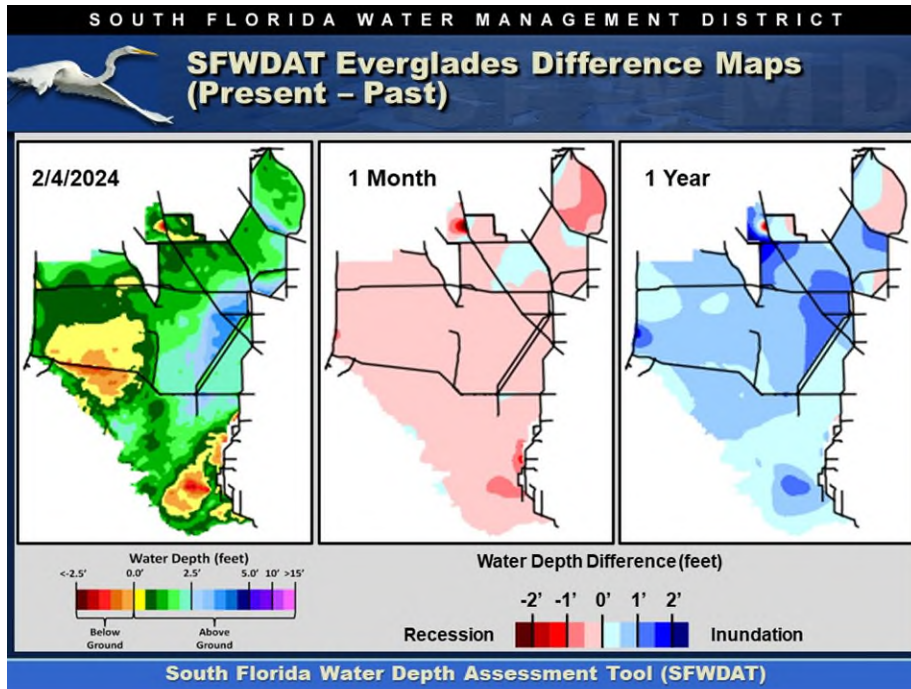 SOUTH FLORIDA WATER MANAGEMENT DISTRICT
SFWDAT Everglades Difference Maps
(Present – Past)
2/4/2024
1 Month
1 Year
Water Depth (feet)
<-2.5' 0.0' 2.5' 5.0' 10' >15'
Below
Ground
Above
Ground
Water Depth Difference (feet)
-2' -1' 0' 1' 2'
Recession
Inundation
South Florida Water Depth Assessment Tool (SFWDAT)